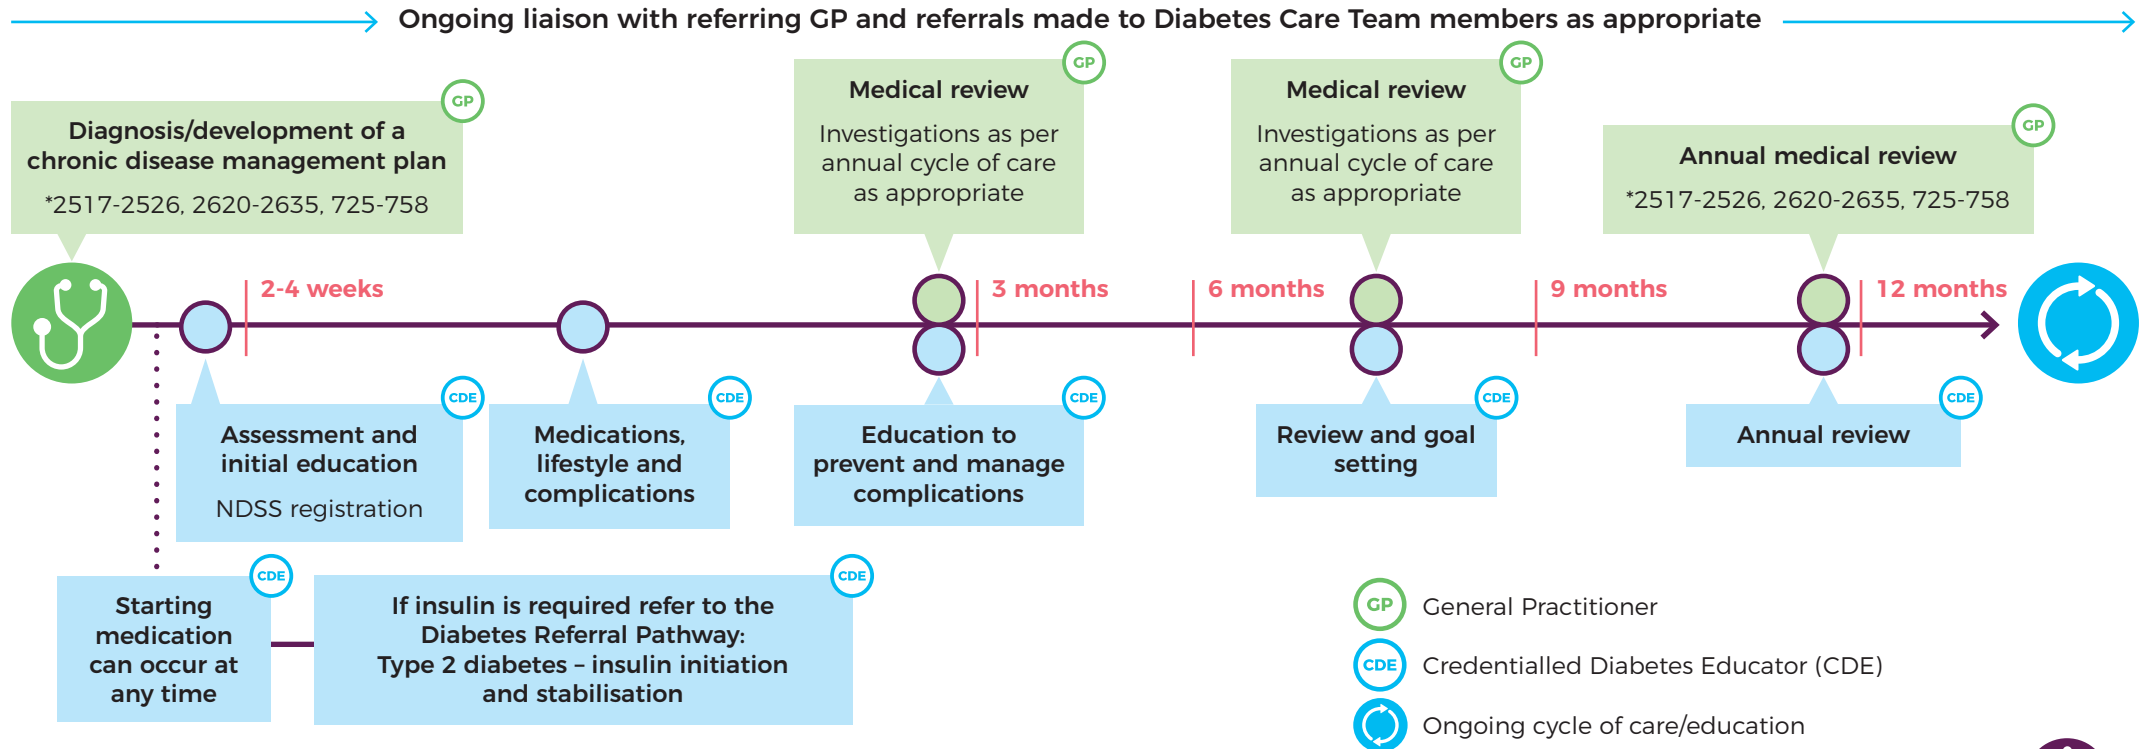 Ongoing liaison with referring GP and referrals made to Diabetes Care Team members as appropriate
GP
Diagnosis/development of a
chronic disease management plan
*2517-2526, 2620-2635, 725-758
GP
Medical review
Investigations as per
annual cycle of care
as appropriate
GP
Medical review
Investigations as per
annual cycle of care
as appropriate
GP
Annual medical review
*2517-2526, 2620-2635, 725-758
2-4 weeks
3 months
6 months
9 months
12 months
CDE
Assessment and
initial education
NDSS registration
CDE
Medications,
lifestyle and
complications
CDE
Education to
prevent and manage
complications
CDE
Review and goal
setting
CDE
Annual review
CDE
Starting
medication
can occur at
any time
CDE
If insulin is required refer to the
Diabetes Referral Pathway:
Type 2 diabetes – insulin initiation
and stabilisation
GP General Practitioner
CDE Credentialled Diabetes Educator (CDE)
Ongoing cycle of care/education